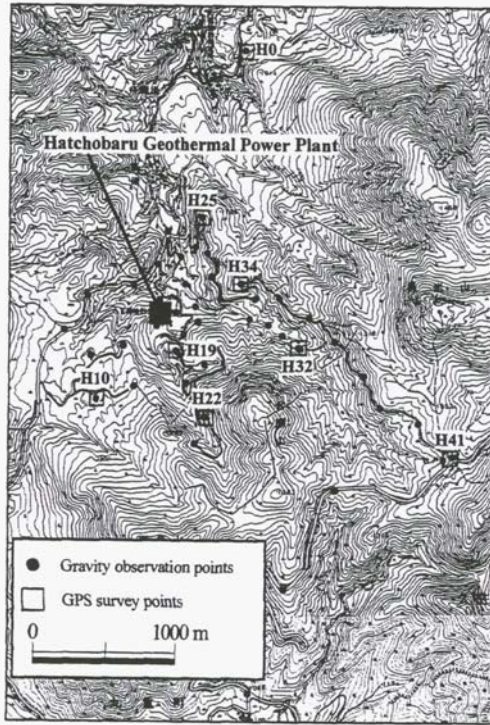 H0
Hatchobaru Geothermal Power Plant
H25
H34
H19
H32
H10
H22
H41
Gravity observation points
GPS survey points
0 1000 m